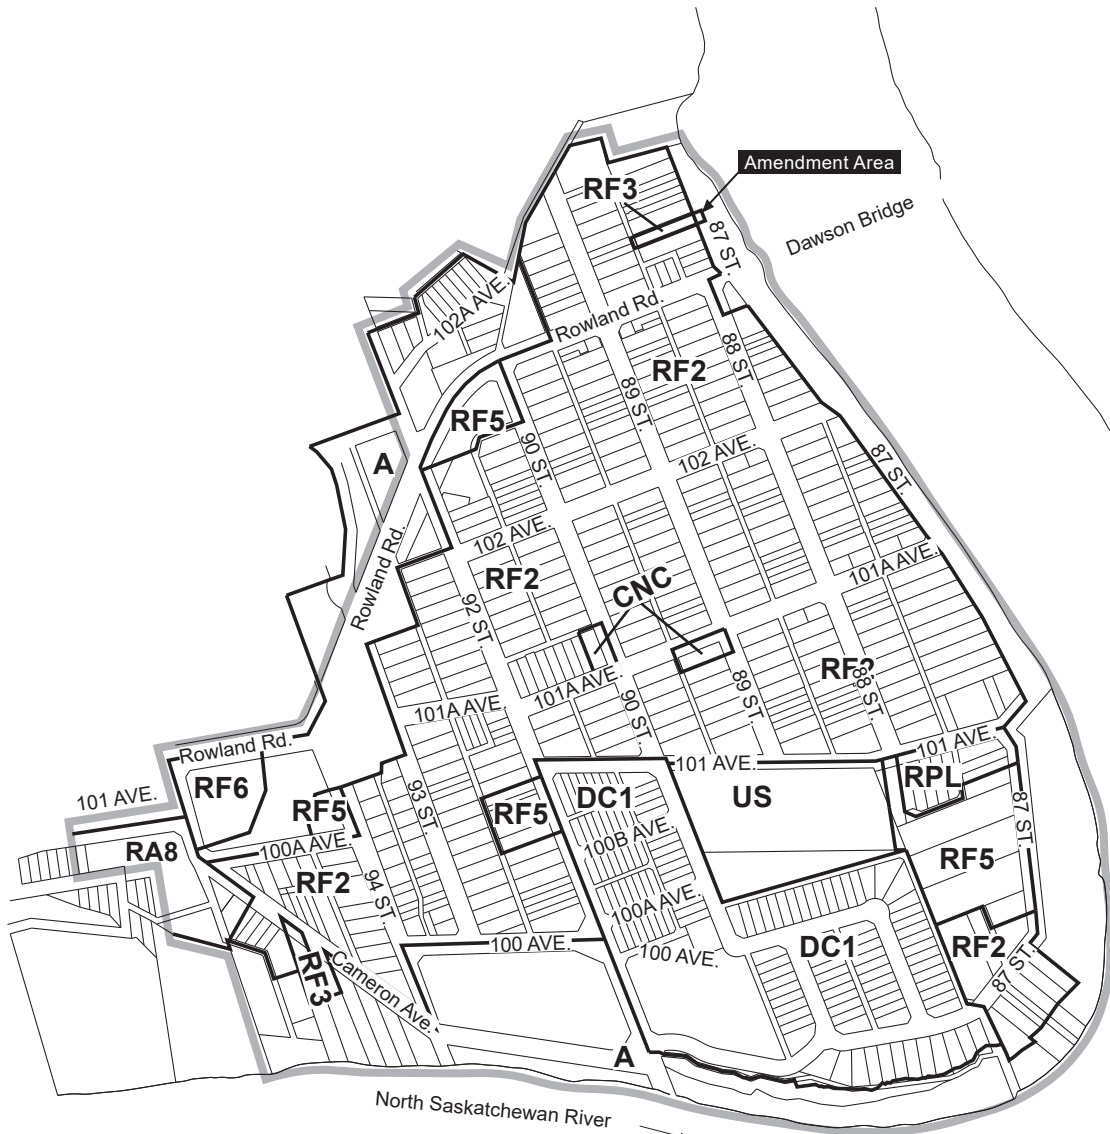 Amendment Area
RF3
Dawson Bridge
87 ST.
102A AVE.
Rowland Rd.
88 ST.
RF2
89 ST.
RF5
90 ST.
102 AVE.
87 ST.
A
Rowland Rd.
102 AVE.
101A AVE.
RF2
CNC
92 ST.
RF2
88 ST.
101A AVE.
101A AVE.
89 ST.
90 ST.
Rowland Rd.
101 AVE.
101 AVE.
RPL
RF6
101 AVE.
RF5
93 ST.
RF5
DC1
US
87 ST.
100B AVE.
100A AVE.
RA8
RF5
RF2
94 ST.
100A AVE.
100 AVE.
100 AVE.
DC1
RF2
RF3
Cameron Ave.
87 ST.
A
North Saskatchewan River